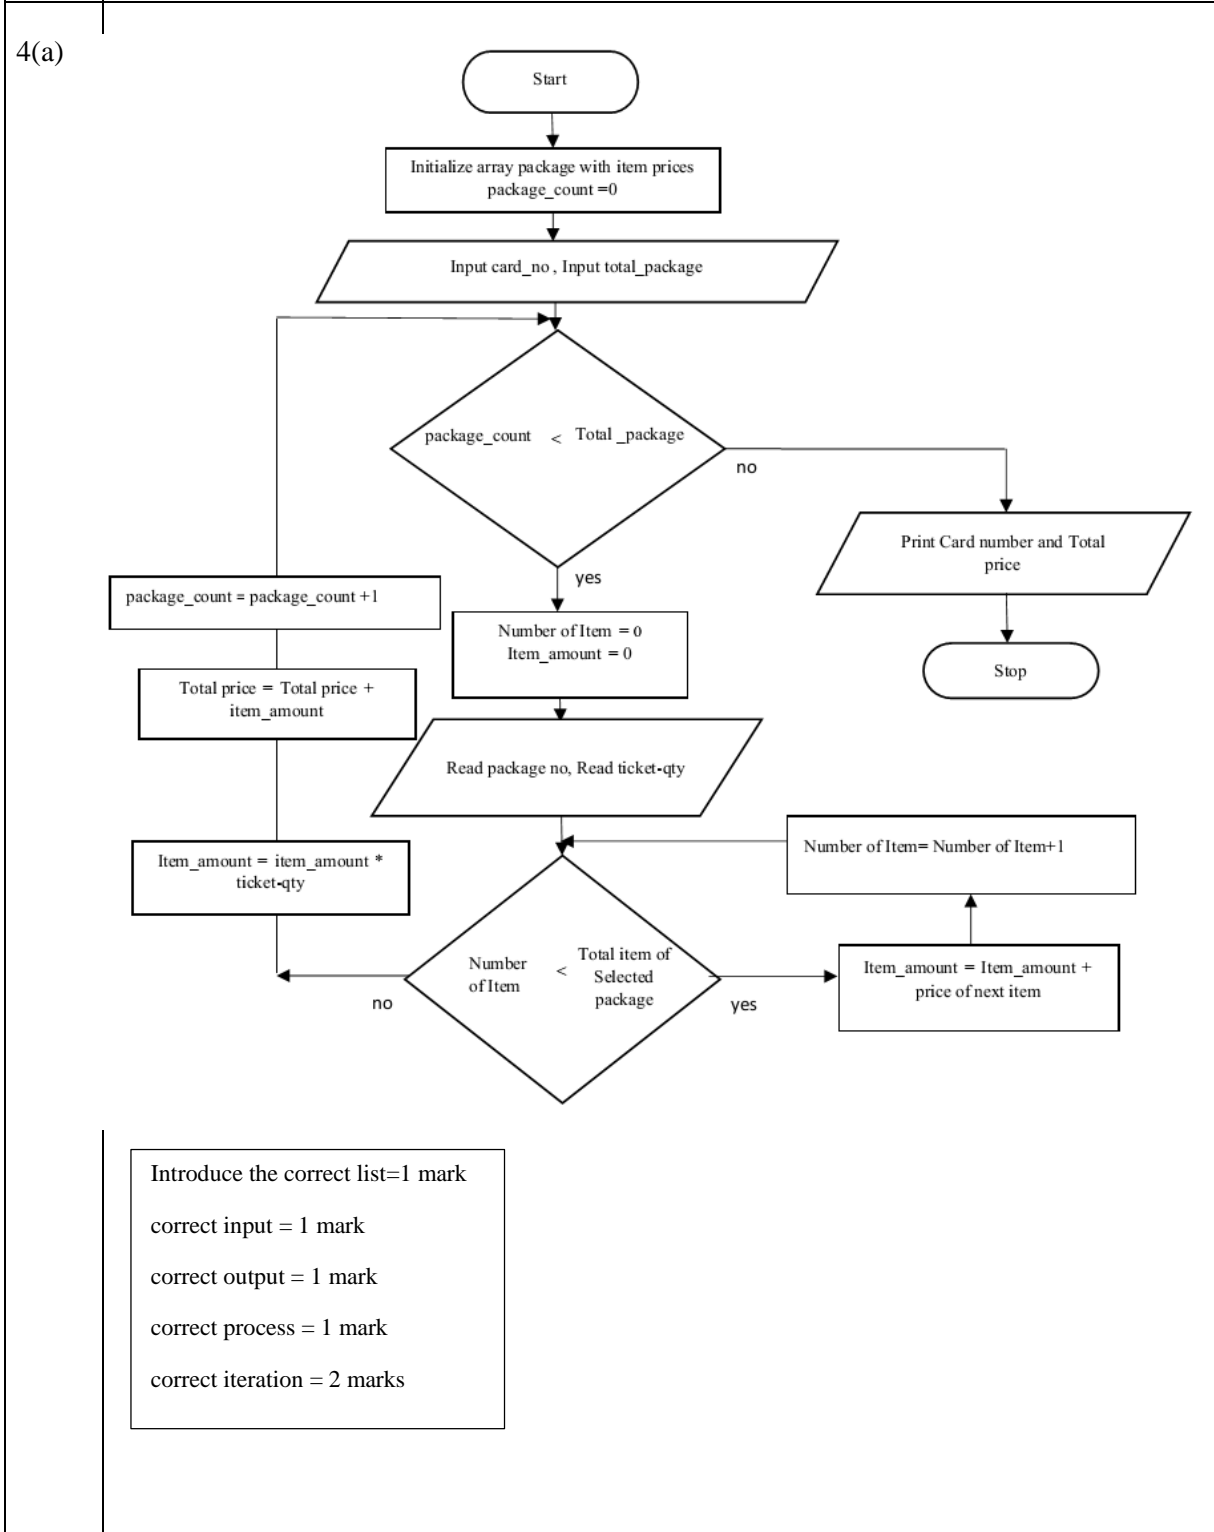 4(a)
Start
Initialize array package with item prices
package_count =0
Input card_no , Input total_package
package_count < Total _package
no
Print Card number and Total
price
Stop
yes
Number of Item = 0
Item_amount = 0
Read package no, Read ticket-qty
Number
of Item
<
Total item of
Selected
package
yes
Item_amount = Item_amount +
price of next item
Number of Item= Number of Item+1
no
Item_amount = item_amount *
ticket-qty
Total price = Total price +
item_amount
package_count = package_count +1
Introduce the correct list=1 mark
correct input = 1 mark
correct output = 1 mark
correct process = 1 mark
correct iteration = 2 marks